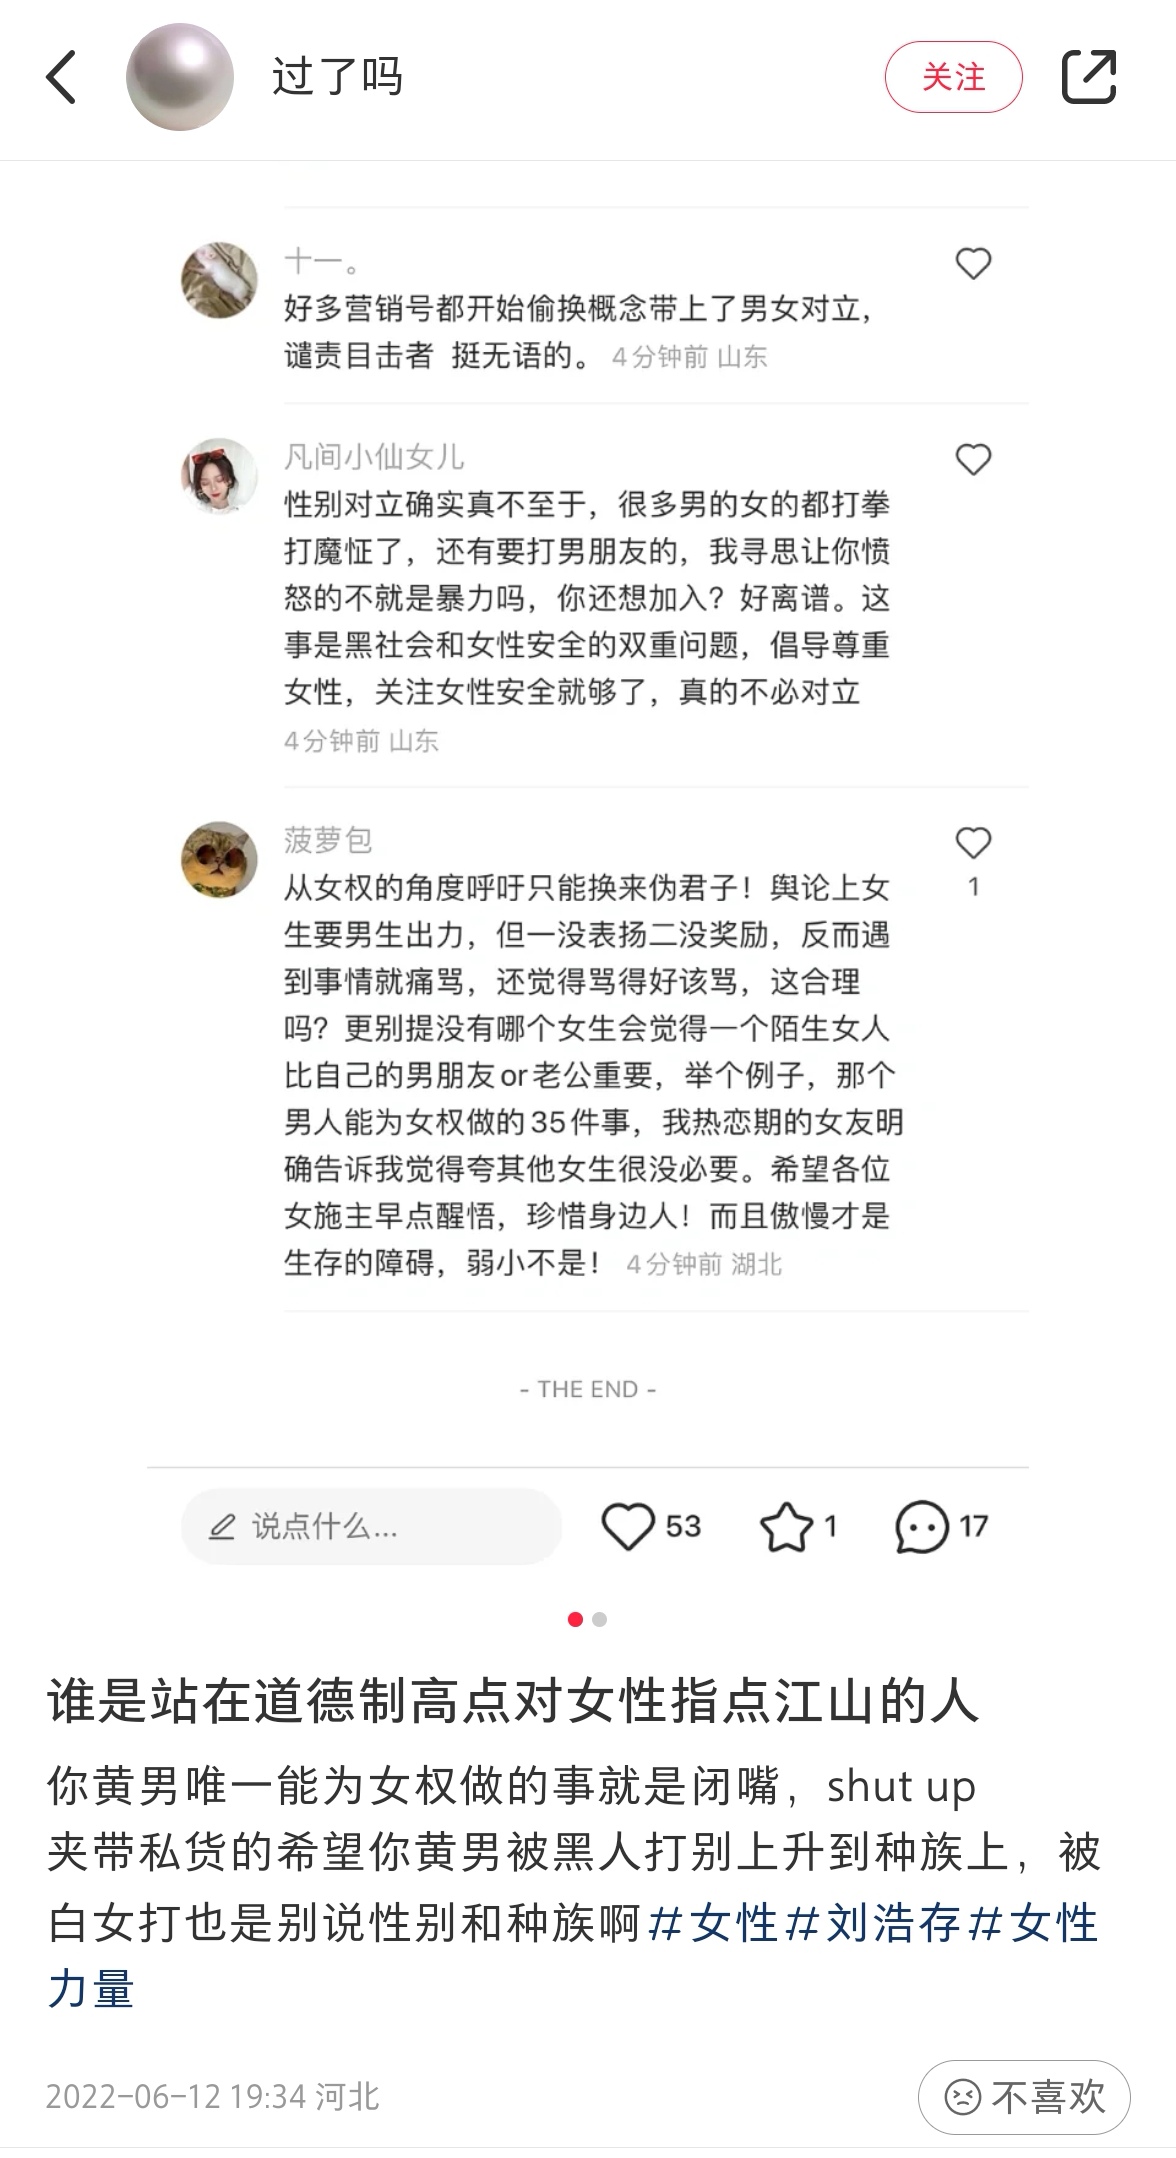 过了吗
关注
十一。
好多营销号都开始偷换概念带上了男女对立，
谴责目击者 挺无语的。 4分钟前 山东
凡间小仙女儿
性别对立确实真不至于，很多男的女的都打拳
打魔怔了，还有要打男朋友的，我寻思让你愤
怒的不就是暴力吗，你还想加入？好离谱。这
事是黑社会和女性安全的双重问题，倡导尊重
女性，关注女性安全就够了，真的不必对立
4分钟前 山东
菠萝包
从女权的角度呼吁只能换来伪君子！舆论上女
1
生要男生出力，但一没表扬二没奖励，反而遇
到事情就痛骂，还觉得骂得好该骂，这合理
吗？更别提没有哪个女生会觉得一个陌生女人
比自己的男朋友or老公重要，举个例子，那个
男人能为女权做的35件事，我热恋期的女友明
确告诉我觉得夸其他女生很没必要。希望各位
女施主早点醒悟，珍惜身边人！而且傲慢才是
生存的障碍，弱小不是！ 4分钟前 湖北
- THE END -
说点什么... 53 1 17
谁是站在道德制高点对女性指点江山的人
你黄男唯一能为女权做的事就是闭嘴，shut up
夹带私货的希望你黄男被黑人打别上升到种族上，被
白女打也是别说性别和种族啊#女性#刘浩存#女性
力量
2022-06-12 19:34 河北
不喜欢